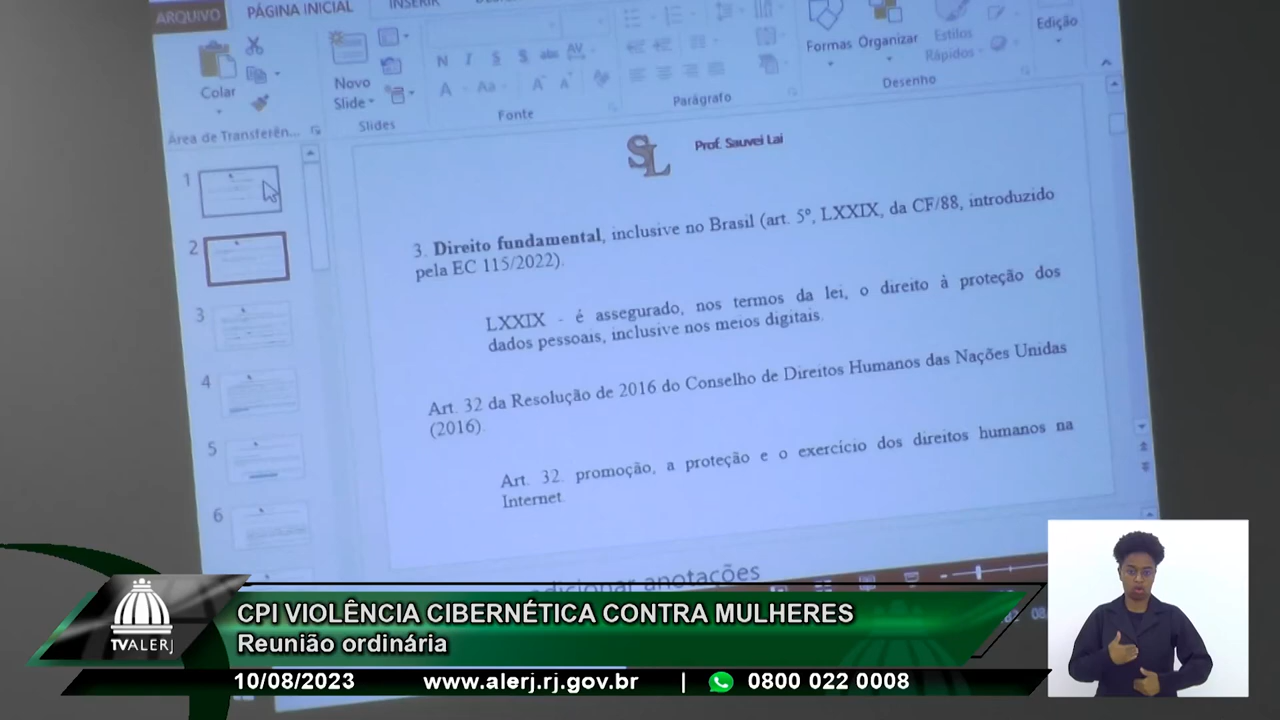 ARQUIVO
PÁGINA INICIAL
INSERIR
Colar
Novo
Slide
Área de Transferên...
Slides
N I S S abc AV
A Aa A A
Fonte
Parágrafo
Formas
Organizar
Estilos
Rápidos
Desenho
Edição
1
2
3
4
5
6
SL
Prof. Sauvei Lai
3. Direito fundamental, inclusive no Brasil (art. 5º, LXXIX, da CF/88, introduzido
pela EC 115/2022).
LXXIX - é assegurado, nos termos da lei, o direito à proteção dos
dados pessoais, inclusive nos meios digitais.
Art. 32 da Resolução de 2016 do Conselho de Direitos Humanos das Nações Unidas
(2016).
Art. 32. promoção, a proteção e o exercício dos direitos humanos na
Internet.
anotações
TVALERJ
CPI VIOLÊNCIA CIBERNÉTICA CONTRA MULHERES
Reunião ordinária
10/08/2023 www.alerj.rj.gov.br | 0800 022 0008